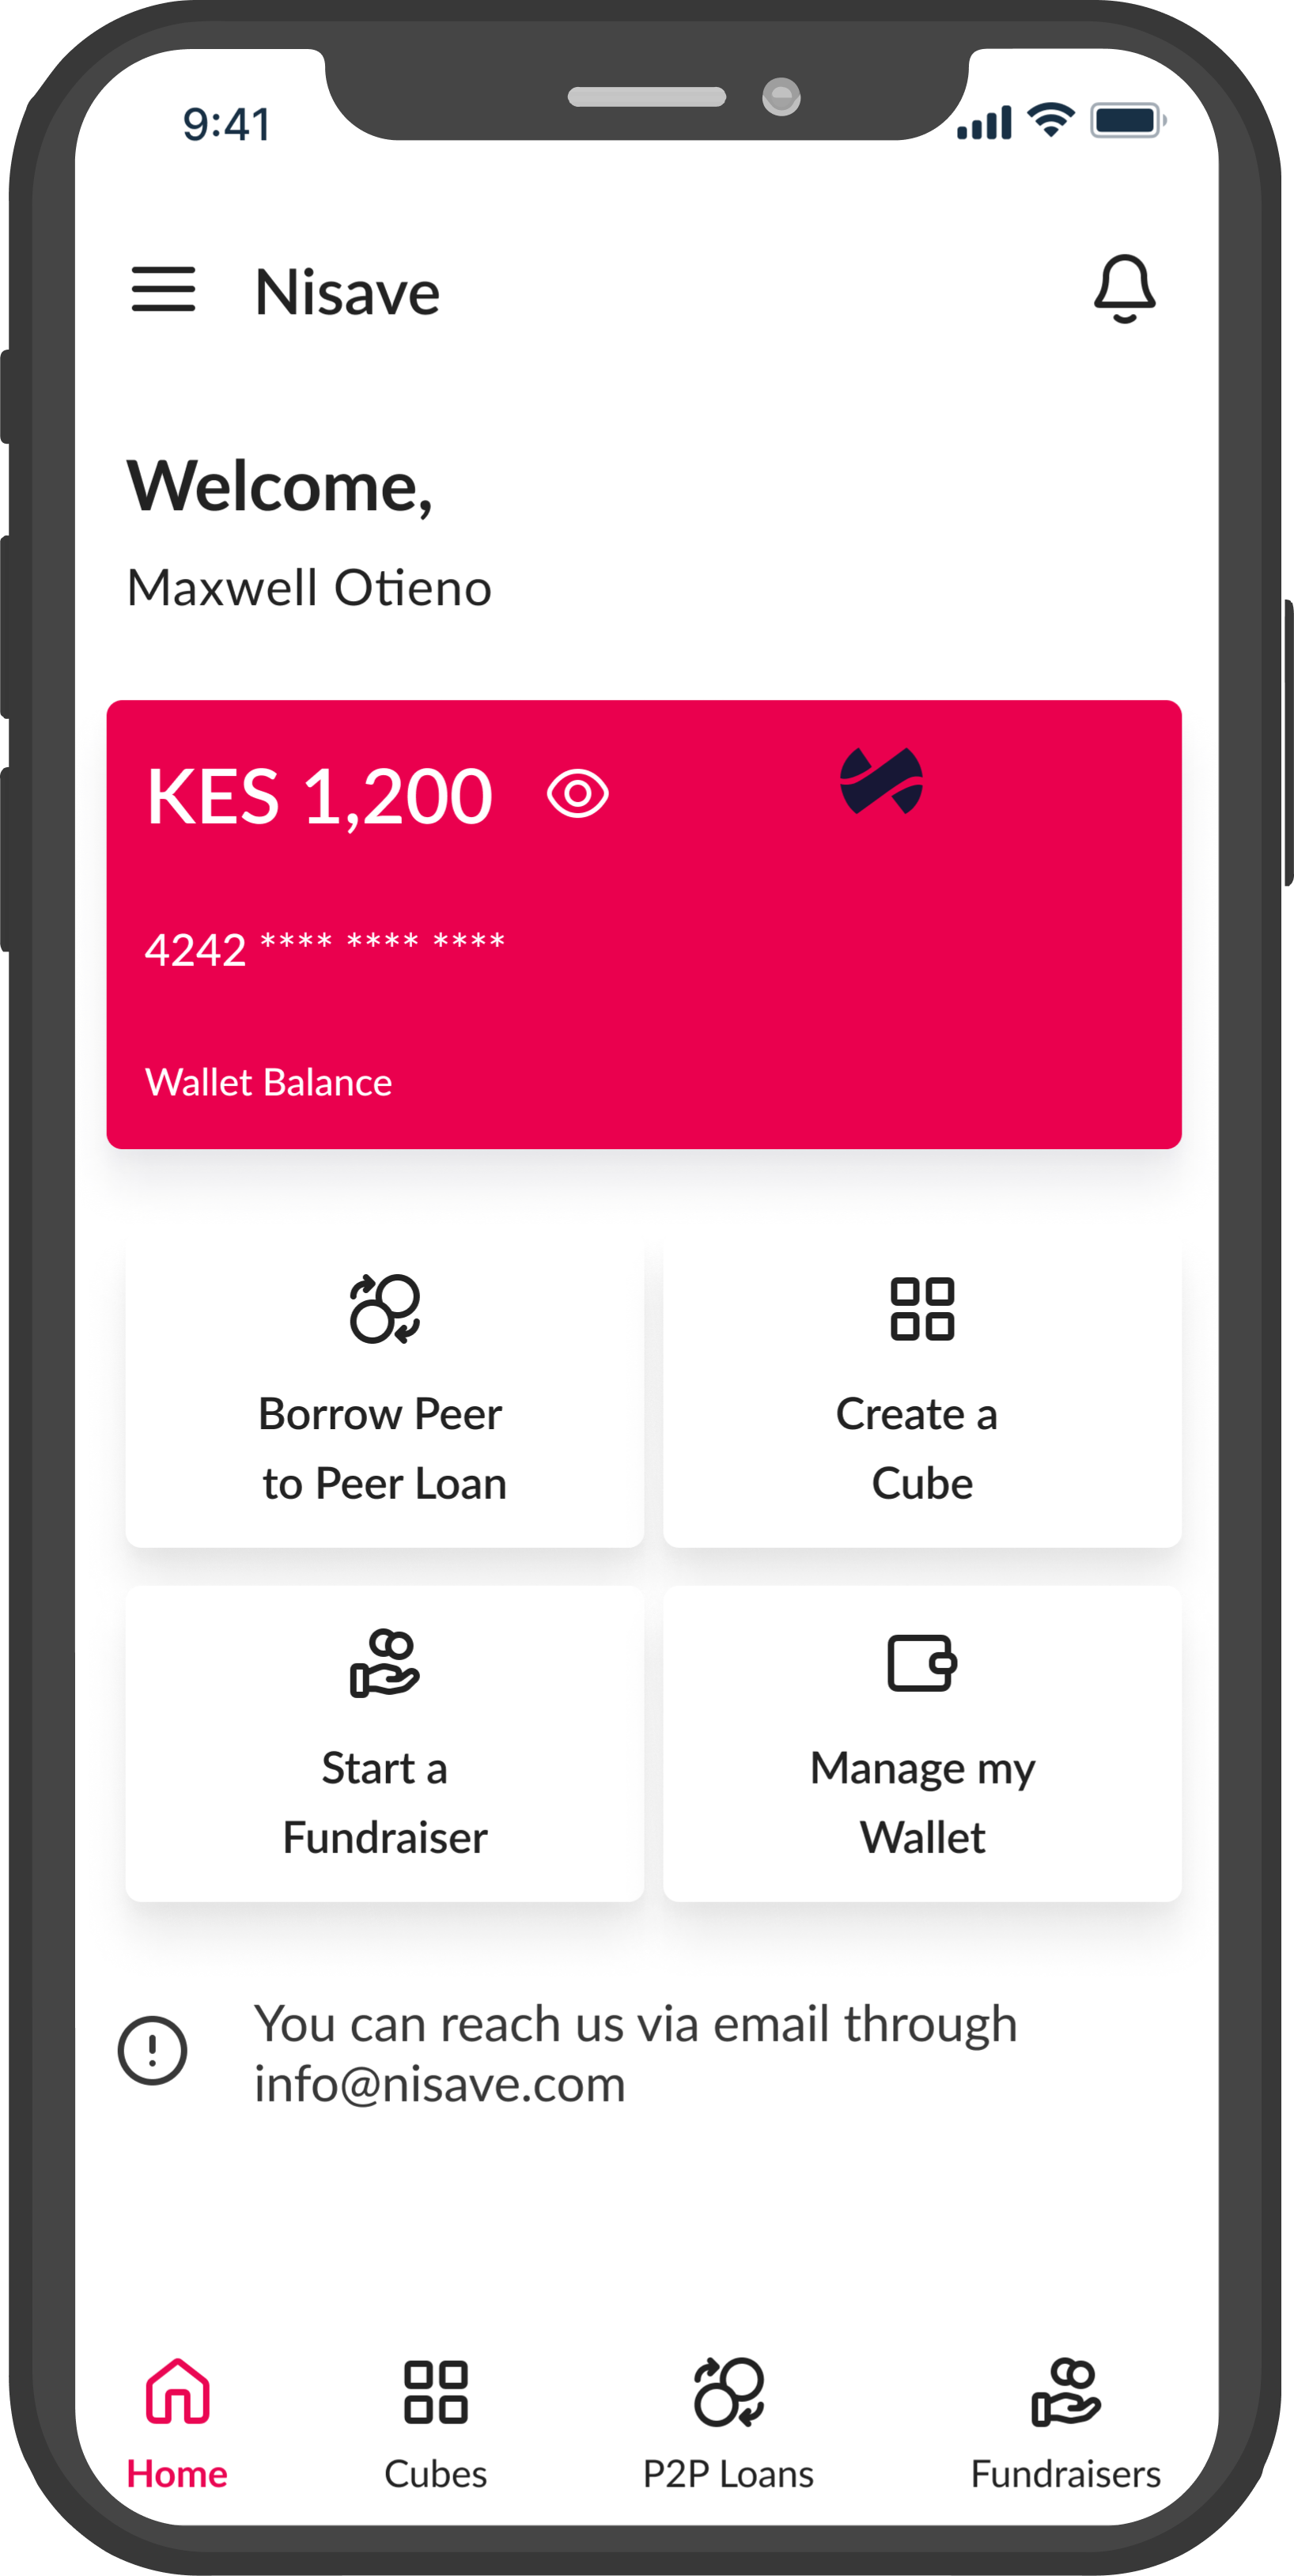 9:41
Nisave
Welcome,
Maxwell Otieno
KES 1,200
4242 **** **** ****
Wallet Balance
Borrow Peer
to Peer Loan
Create a
Cube
Start a
Fundraiser
Manage my
Wallet
You can reach us via email through
info@nisave.com
Home
Cubes
P2P Loans
Fundraisers